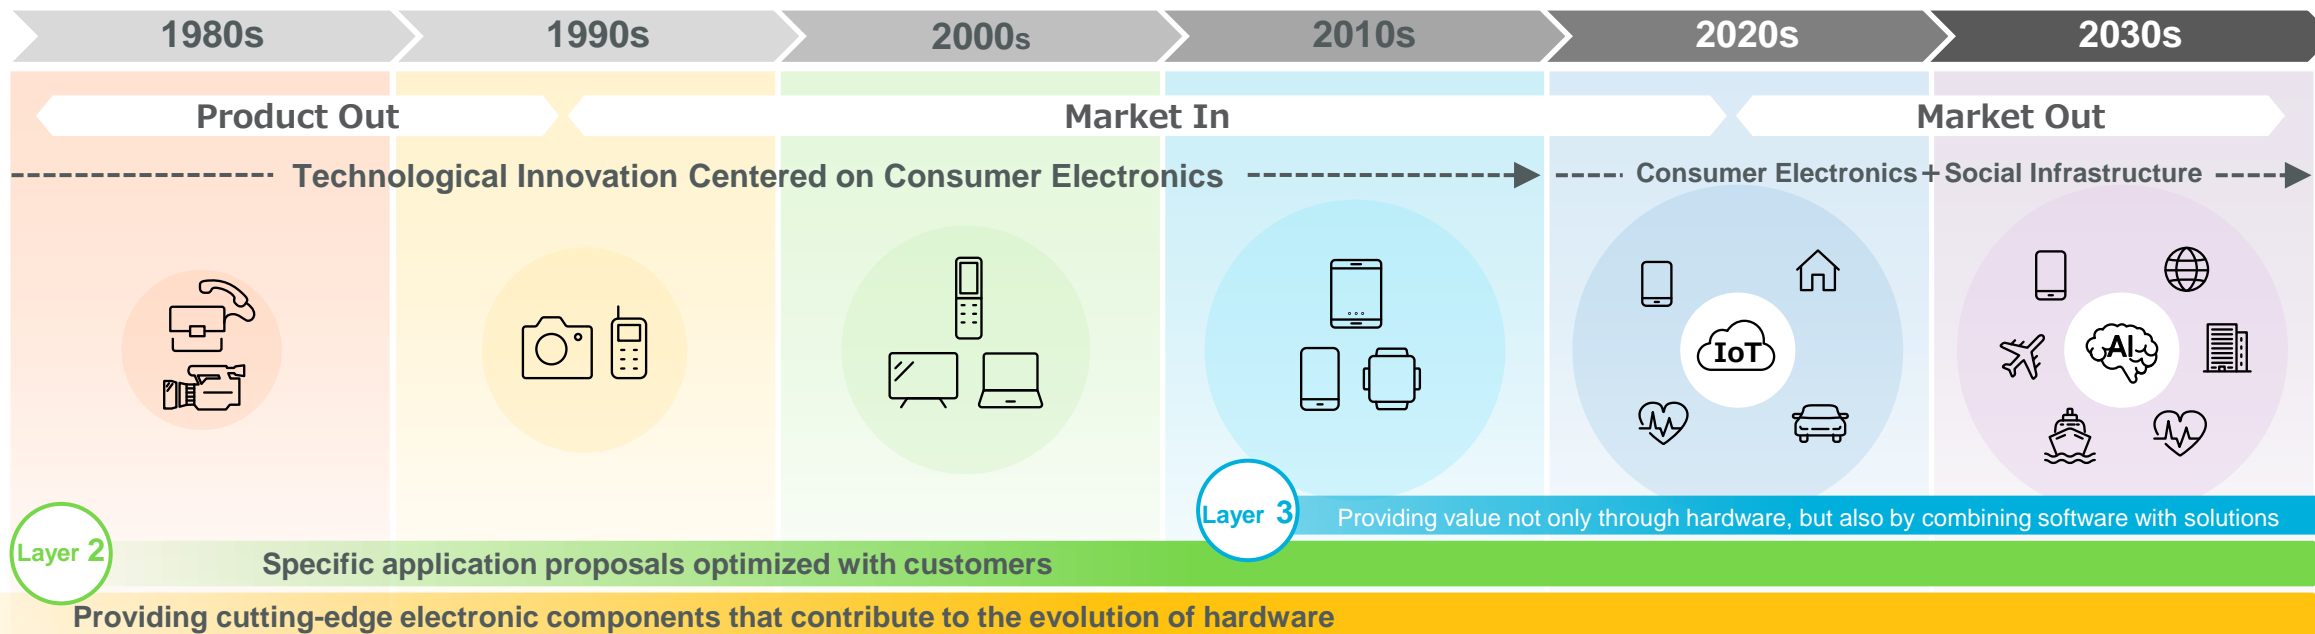 1980s
1990s
2000s
2010s
2020s
2030s
Product Out
Market In
Market Out
Technological Innovation Centered on Consumer Electronics
Consumer Electronics+Social Infrastructure
IoT
AI
Layer 3
Providing value not only through hardware, but also by combining software with solutions
Layer 2
Specific application proposals optimized with customers
Providing cutting-edge electronic components that contribute to the evolution of hardware